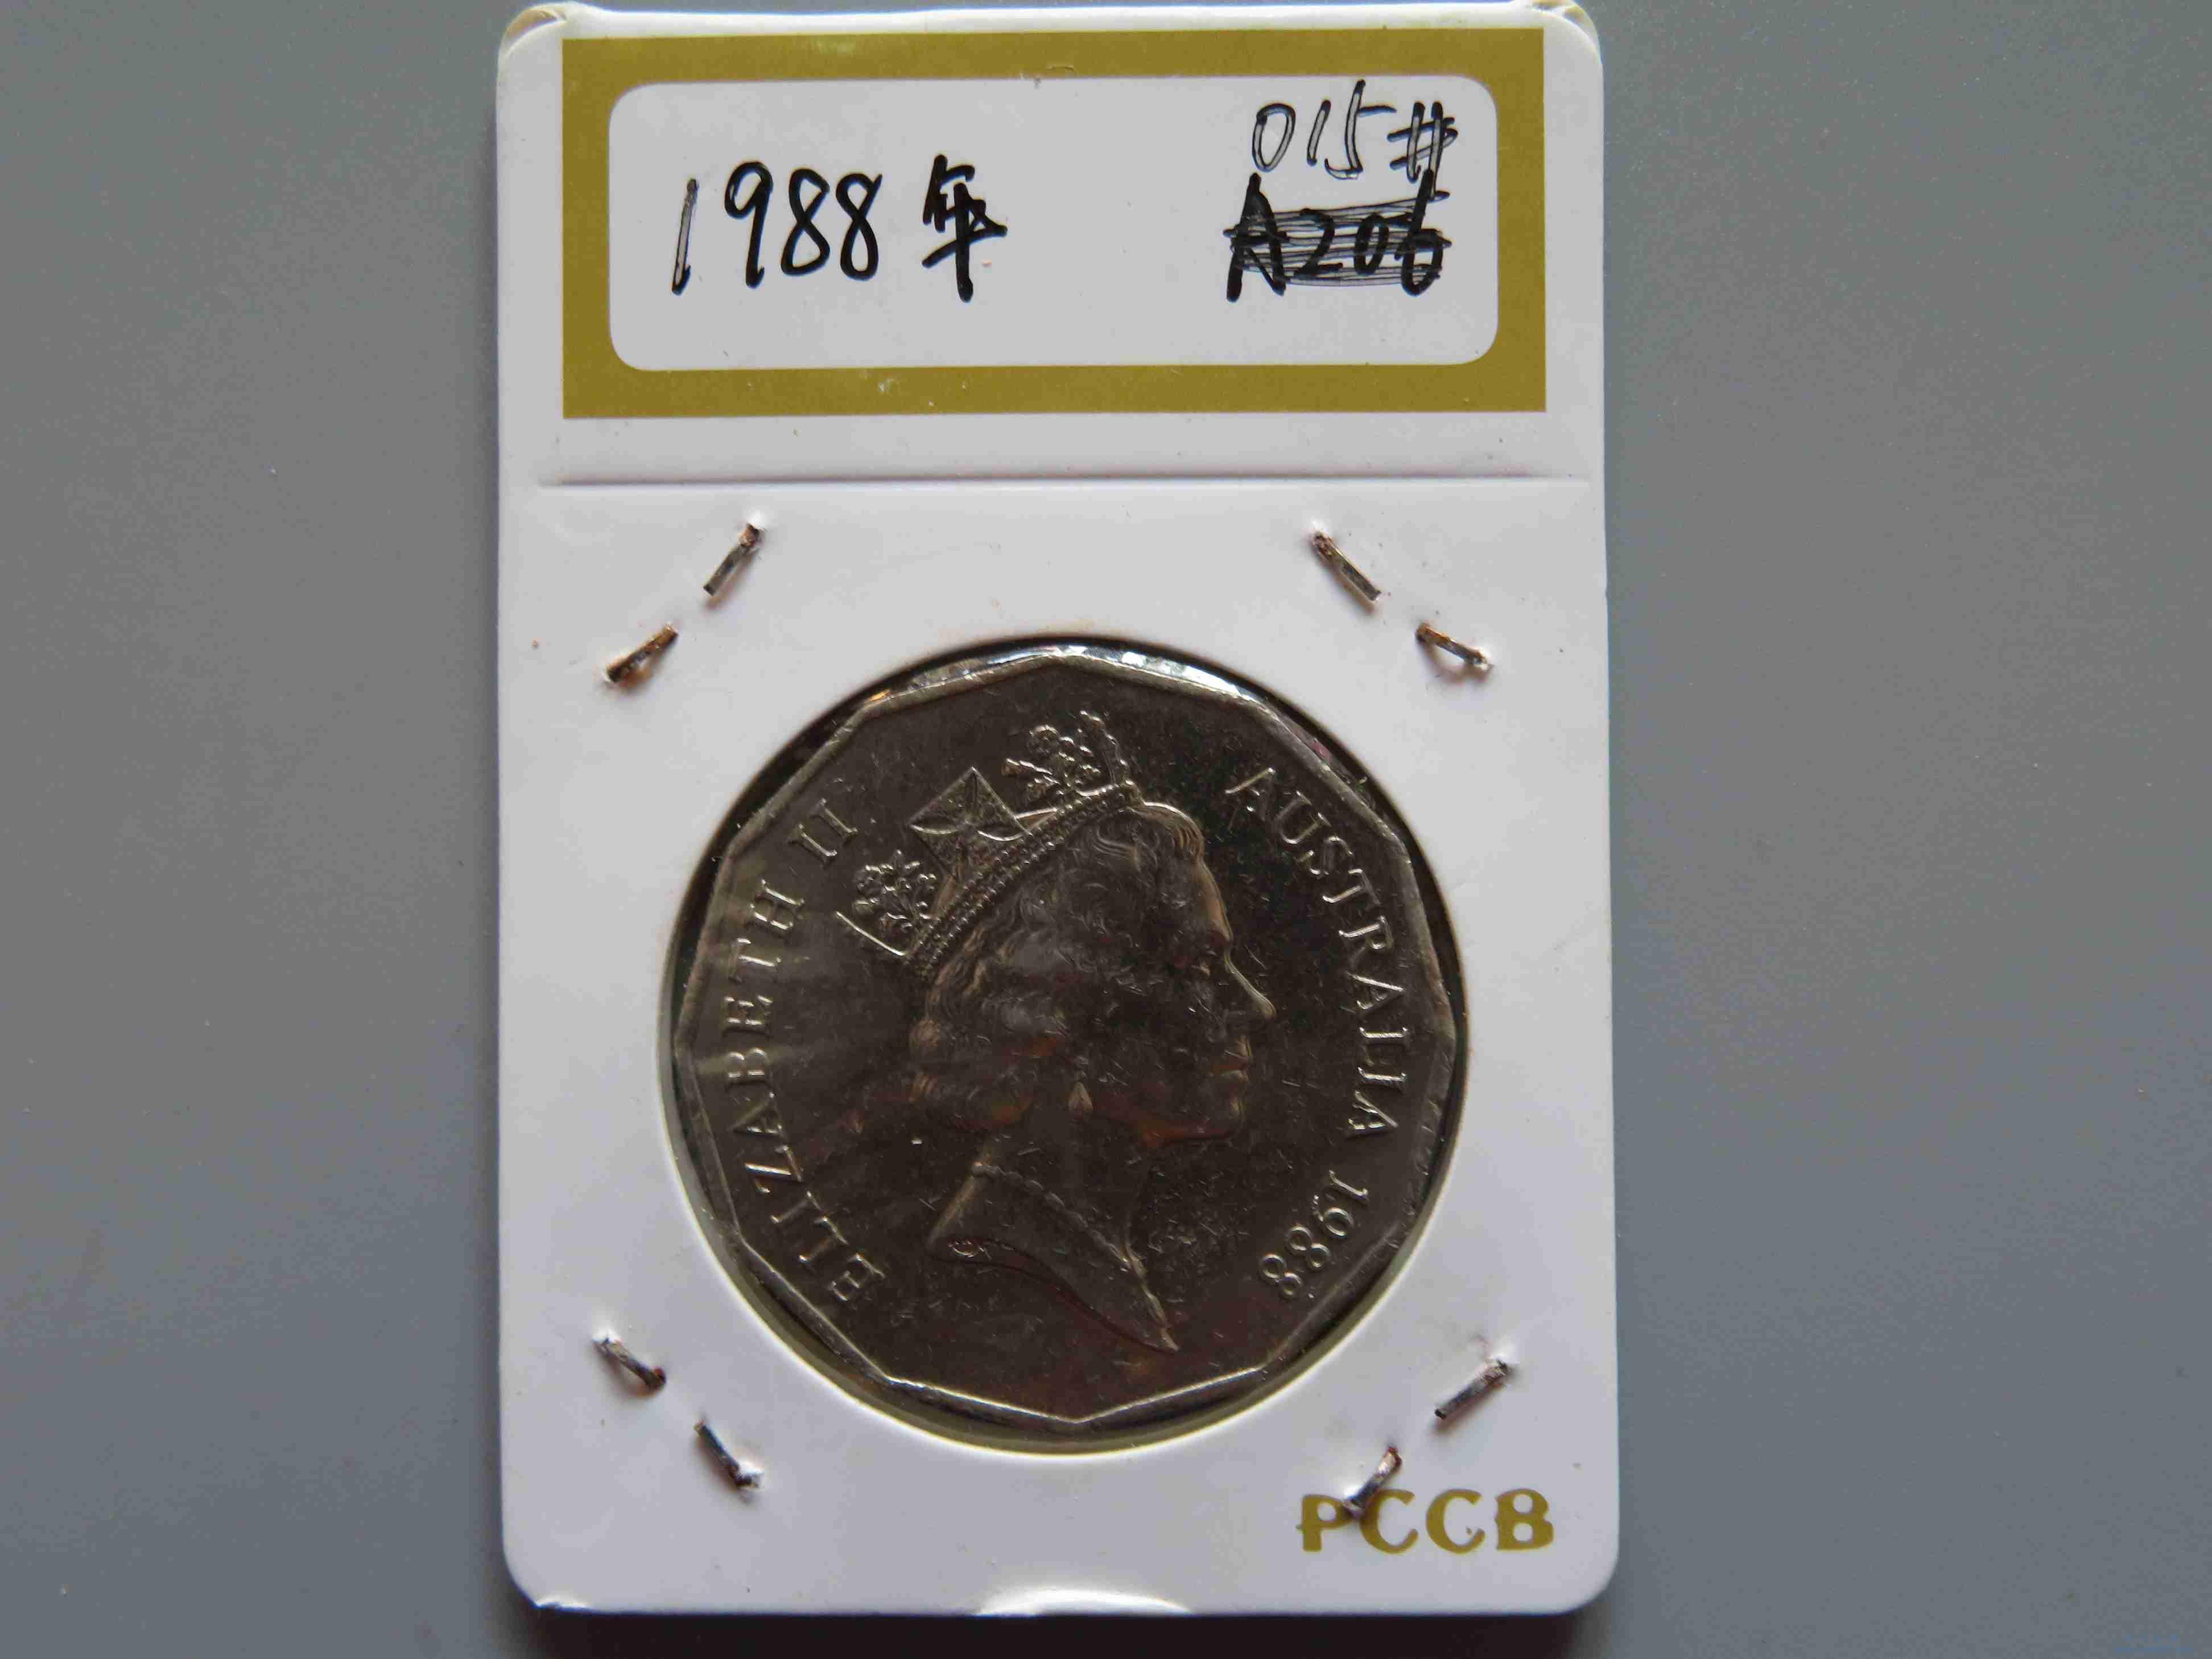 015#
1988年
A206
ELIZABETH II
AUSTRALIA 1988
PCCB